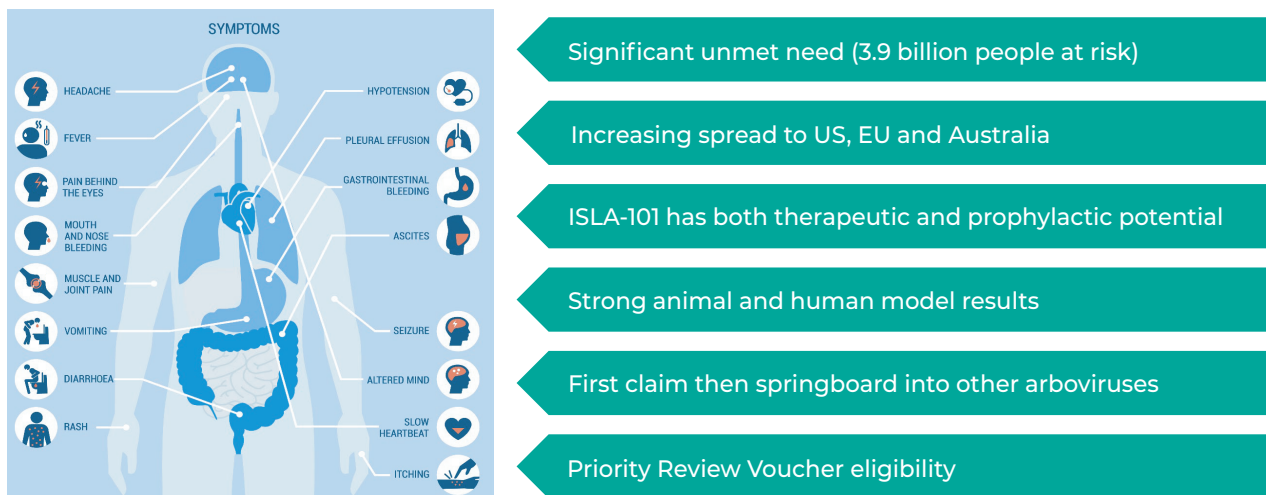 SYMPTOMS
HEADACHE
FEVER
PAIN BEHIND
THE EYES
MOUTH
AND NOSE
BLEEDING
MUSCLE AND
JOINT PAIN
VOMITING
DIARRHOEA
RASH
HYPOTENSION
PLEURAL EFFUSION
GASTROINTESTINAL
BLEEDING
ASCITES
SEIZURE
ALTERED MIND
SLOW
HEARTBEAT
ITCHING
Significant unmet need (3.9 billion people at risk)
Increasing spread to US, EU and Australia
ISLA-101 has both therapeutic and prophylactic potential
Strong animal and human model results
First claim then springboard into other arboviruses
Priority Review Voucher eligibility